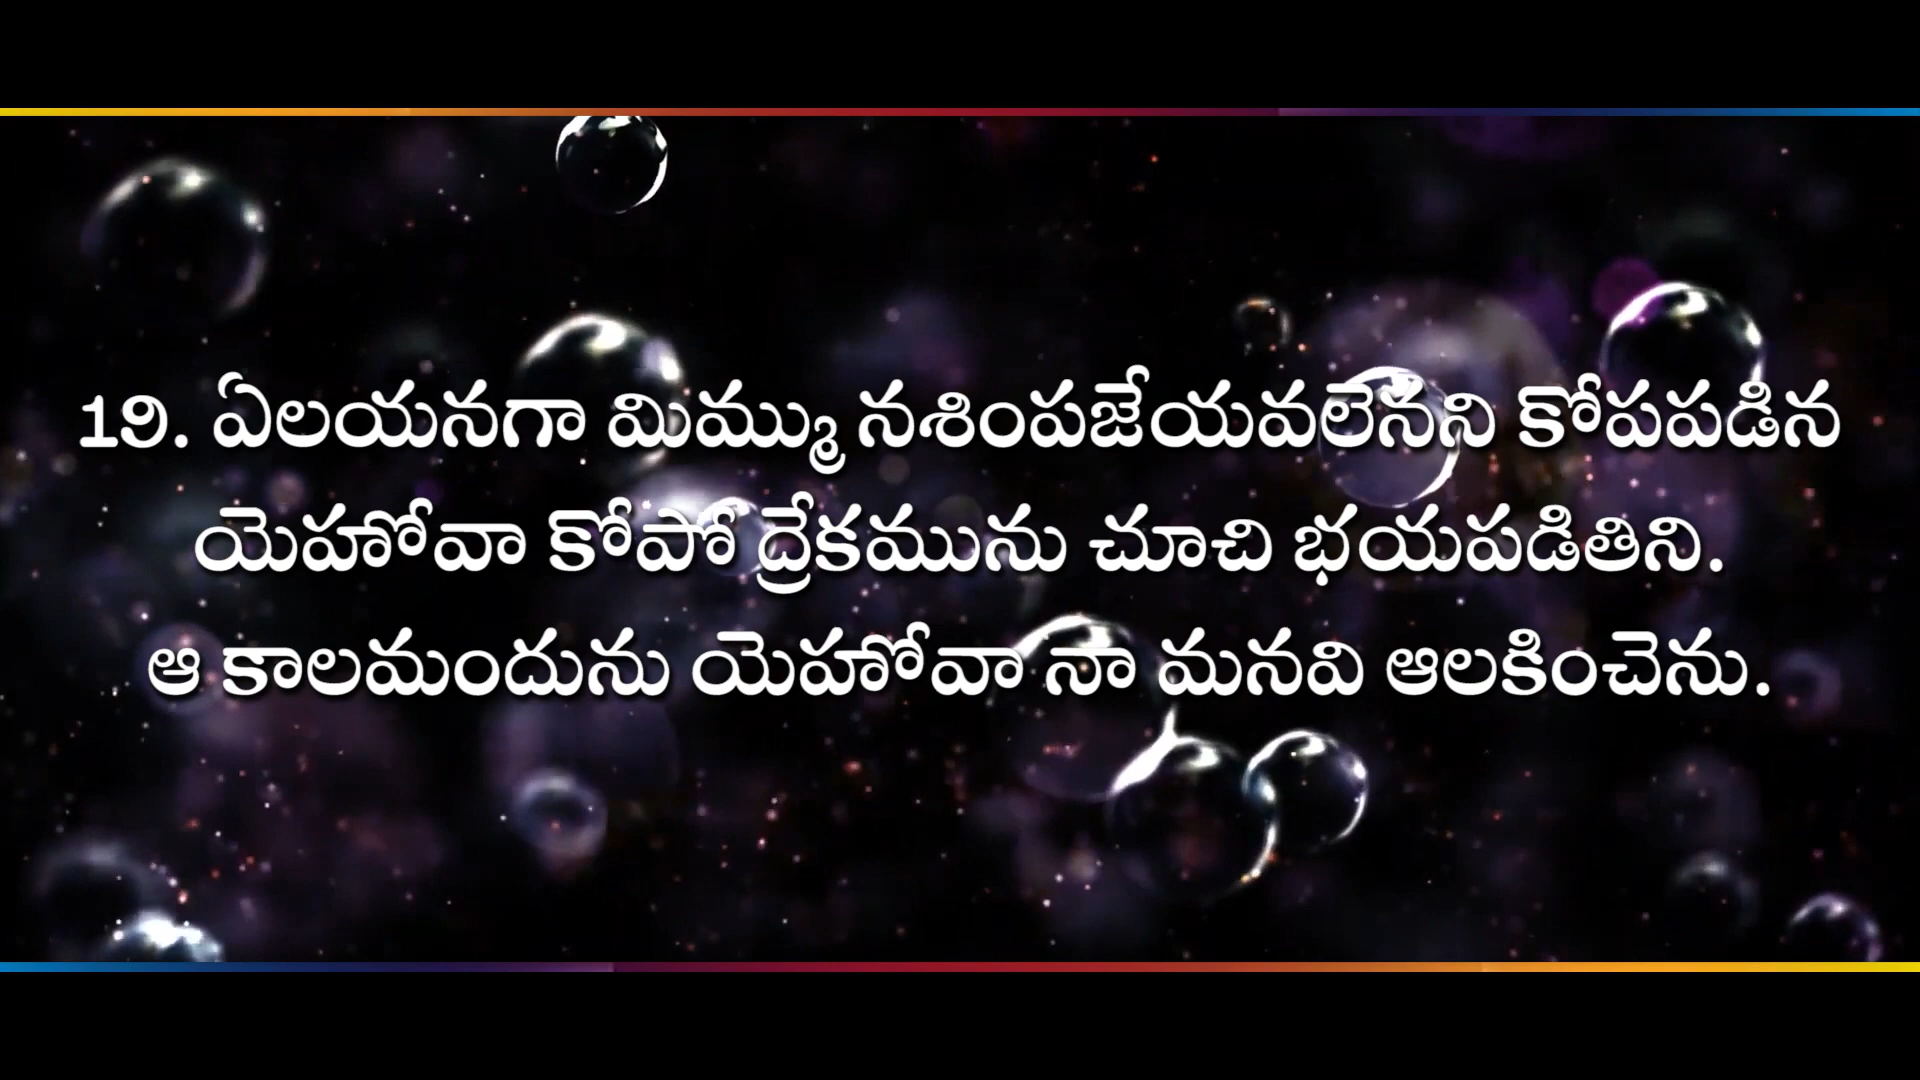 19. ఏలయనగా మిమ్ము నశింపజేయవలెనని కోపపడిన
యెహోవా కోపో ద్రేకమును చూచి భయపడితిని.
ఆ కాలమందును యెహోవా నా మనవి ఆలకించెను.